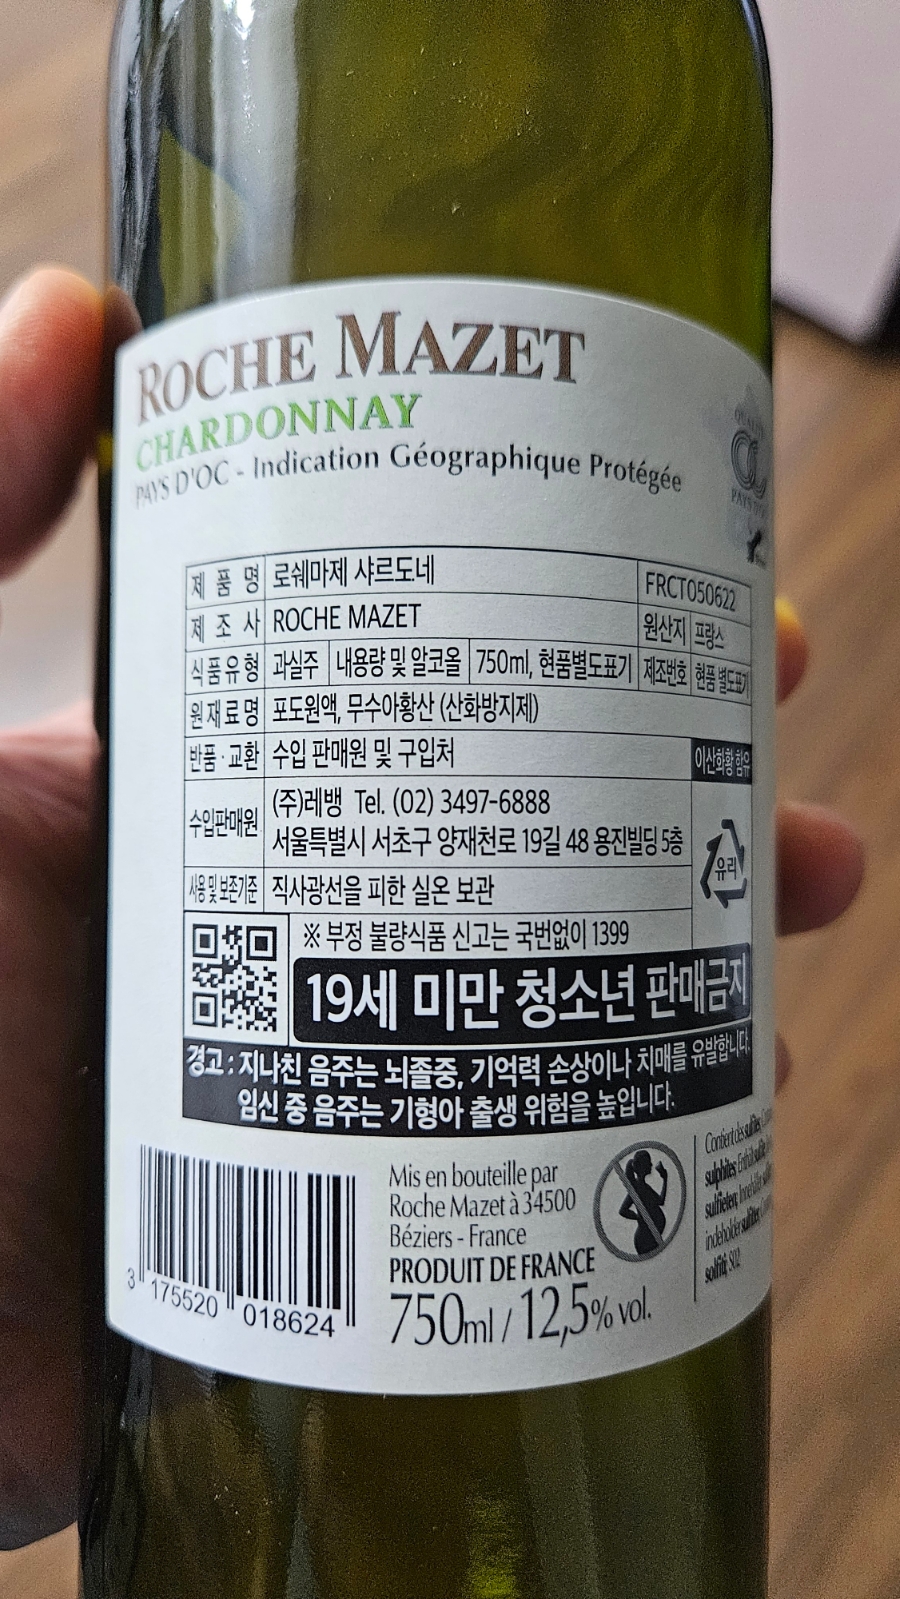 ROCHE MAZET
CHARDONNAY
PAYS D'OC - Indication Géographique Protégée
제품명 로쉐마제 샤르도네 FRCT050622
제조사 ROCHE MAZET 원산지 프랑스
식품유형 과실주 내용량 및 알코올 750ml, 현품별도표기 제조번호 현품 별도표기
원재료명 포도원액, 무수아황산 (산화방지제)
반품·교환 수입 판매원 및 구입처 이산화황 함유
수입판매원 (주)레뱅 Tel. (02) 3497-6888
서울특별시 서초구 양재천로 19길 48 용진빌딩 5층
유리
사용 및 보존기준 직사광선을 피한 실온 보관
※ 부정 불량식품 신고는 국번없이 1399
19세 미만 청소년 판매금지
경고 : 지나친 음주는 뇌졸중, 기억력 손상이나 치매를 유발합니다.
임신 중 음주는 기형아 출생 위험을 높입니다.
Mis en bouteille par
Roche Mazet à 34500
Béziers - France
PRODUIT DE FRANCE
750ml / 12,5% vol.
3 175520 018624
Contient des sulfites
sulphites
sulfieten
indeholder sulfitter
solfiti, SO2